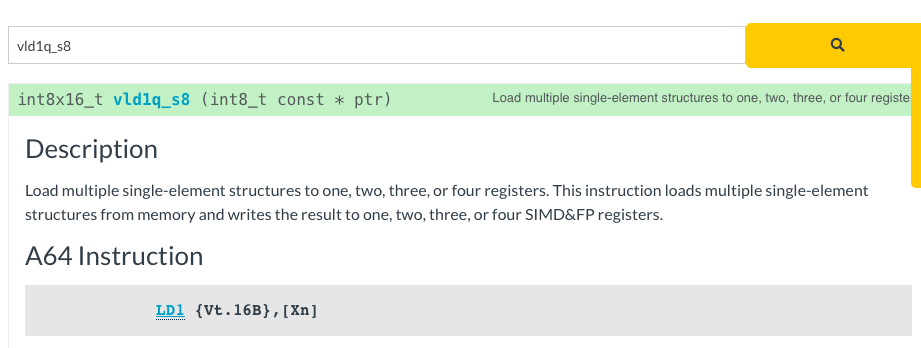 vld1q_s8
int8x16_t vld1q_s8 (int8_t const * ptr) Load multiple single-element structures to one, two, three, or four registe
Description
Load multiple single-element structures to one, two, three, or four registers. This instruction loads multiple single-element
structures from memory and writes the result to one, two, three, or four SIMD&FP registers.
A64 Instruction
LD1 {Vt.16B},[Xn]